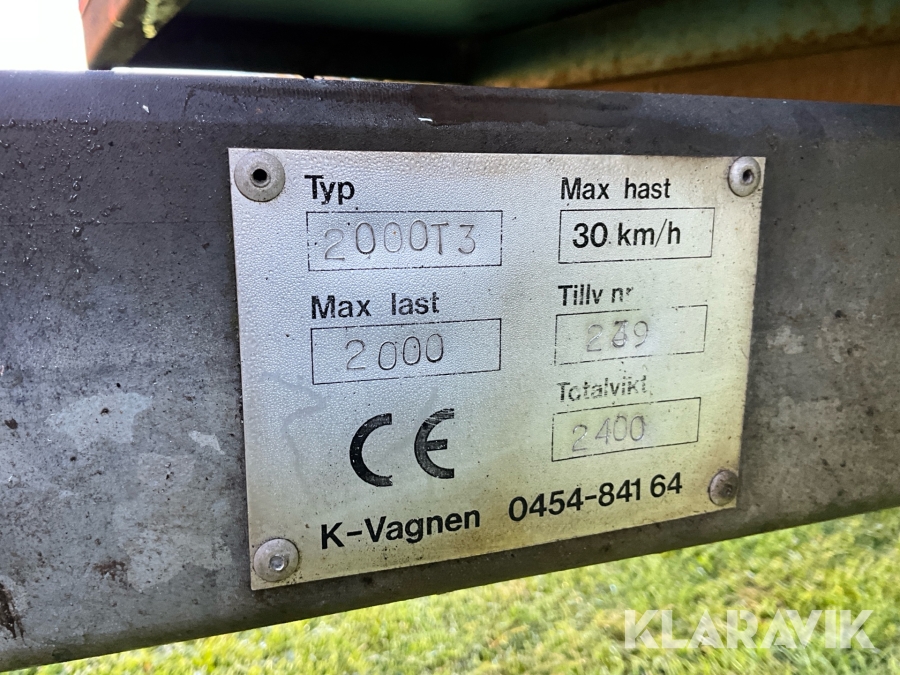 Typ
2000T3
Max hast
30 km/h
Max last
2000
Tillv nr
Totalvikt
2400
CE
K-Vagnen 0454-841 64
KLARAVIK